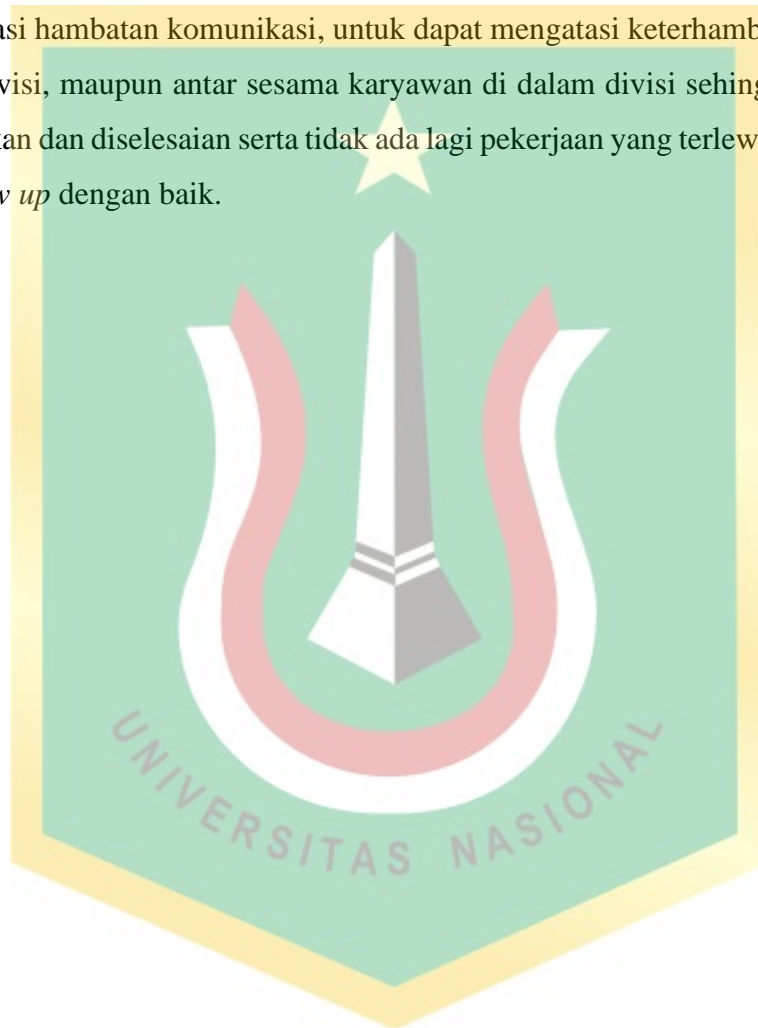 asi hambatan komunikasi, untuk dapat mengatasi keterhamb
visi, maupun antar sesama karyawan di dalam divisi sehing
kan dan diselesaian serta tidak ada lagi pekerjaan yang terlew
w up dengan baik.
UNIVERSITAS NASIONAL